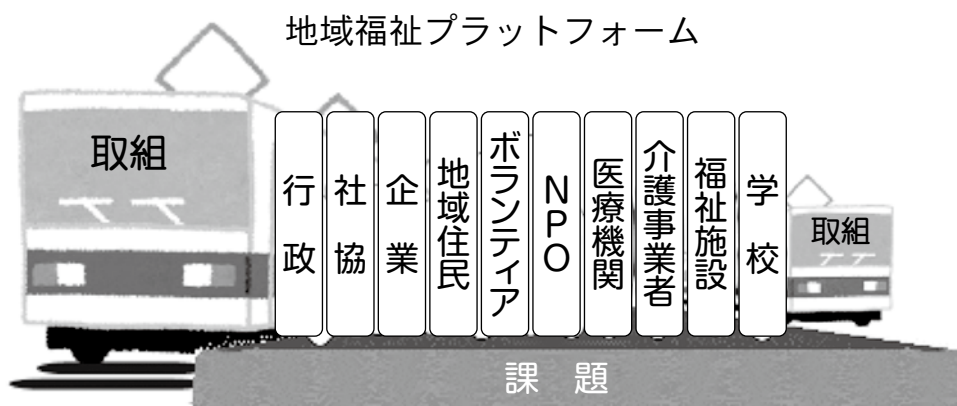 地域福祉プラットフォーム
取組
行政
社協
企業
地域住民
ボランティア
NPO
医療機関
介護事業者
福祉施設
学校
取組
課題